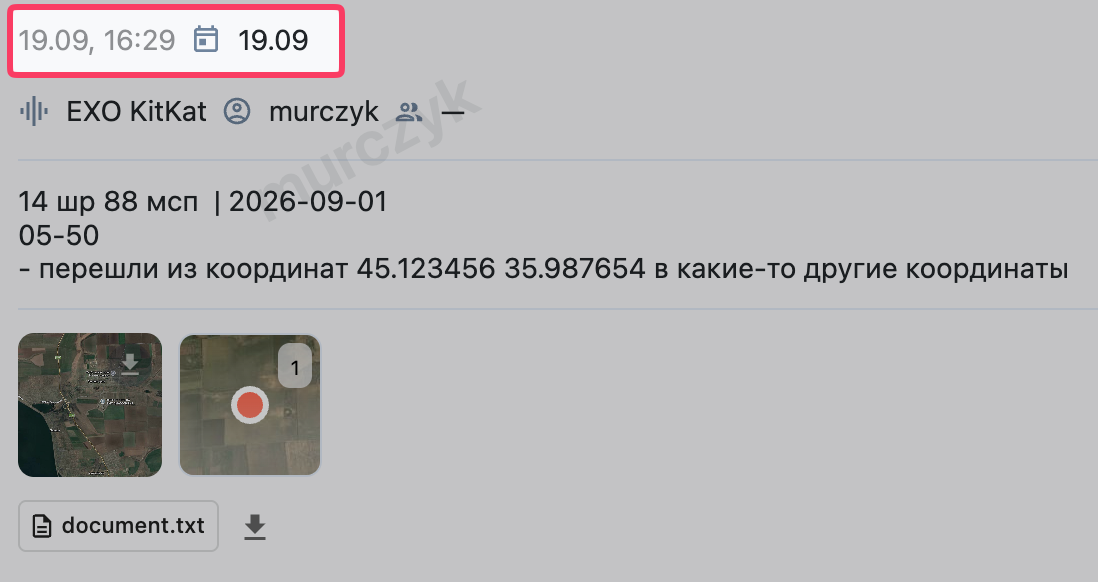 19.09, 16:29 19.09
EXO KitKat murczyk —
murczyk
14 шр 88 мсп | 2026-09-01
05-50
- перешли из координат 45.123456 35.987654 в какие-то другие координаты
1
document.txt